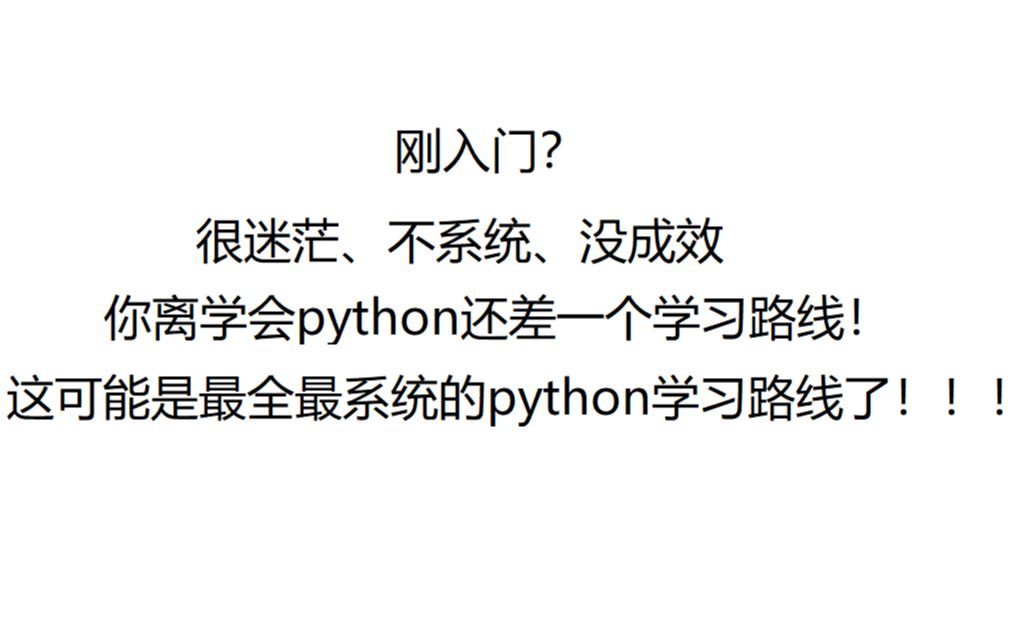 刚入门？
很迷茫、不系统、没成效
你离学会python还差一个学习路线！
这可能是最全最系统的python学习路线了！！！